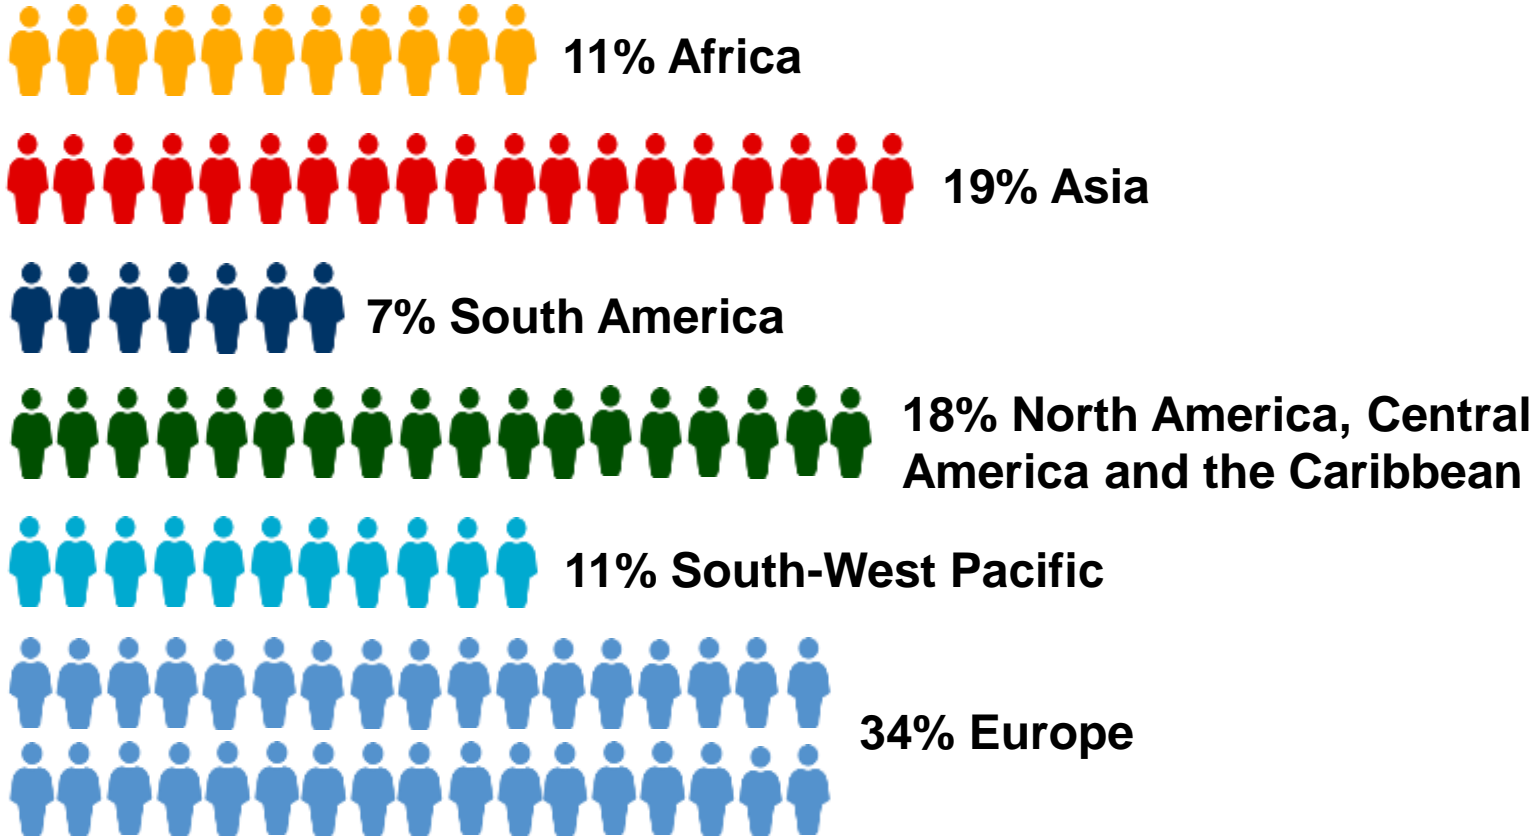 11% Africa
19% Asia
7% South America
18% North America, Central
America and the Caribbean
11% South-West Pacific
34% Europe